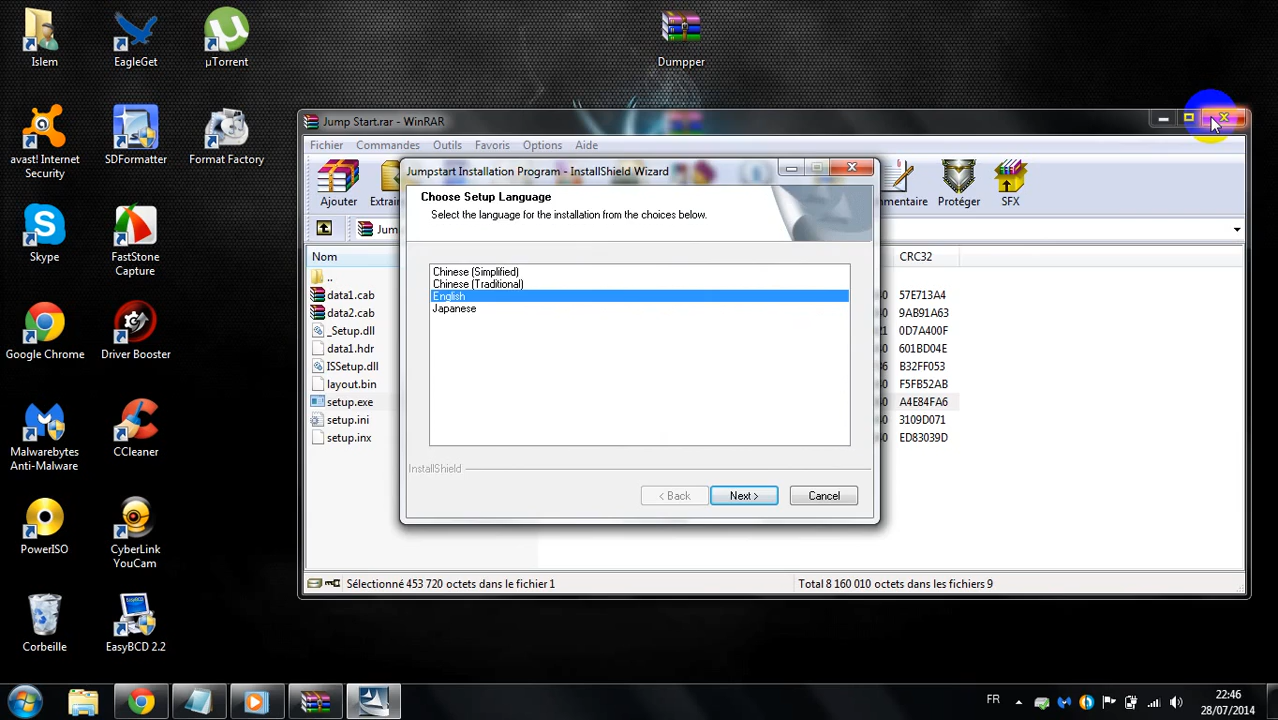 Islem
EagleGet
µTorrent
Dumpper
avast! Internet
Security
SDFormatter
Format Factory
Skype
FastStone
Capture
Google Chrome
Driver Booster
Malwarebytes
Anti-Malware
CCleaner
PowerISO
CyberLink
YouCam
Corbeille
EasyBCD 2.2
Jump Start.rar - WinRAR
Fichier
Commandes
Outils
Favoris
Options
Aide
Ajouter
Extrai
mmentaire
Protéger
SFX
Jum
Nom
CRC32
..
data1.cab
57E713A4
data2.cab
9AB91A63
_Setup.dll
0D7A400F
data1.hdr
601BD04E
ISSetup.dll
B32FF053
layout.bin
F5FB52AB
setup.exe
A4E84FA6
setup.ini
3109D071
setup.inx
ED83039D
Sélectionné 453 720 octets dans le fichier 1
Total 8 160 010 octets dans les fichiers 9
Jumpstart Installation Program - InstallShield Wizard
Choose Setup Language
Select the language for the installation from the choices below.
Chinese (Simplified)
Chinese (Traditional)
English
Japanese
InstallShield
< Back
Next >
Cancel
FR
22:46
28/07/2014